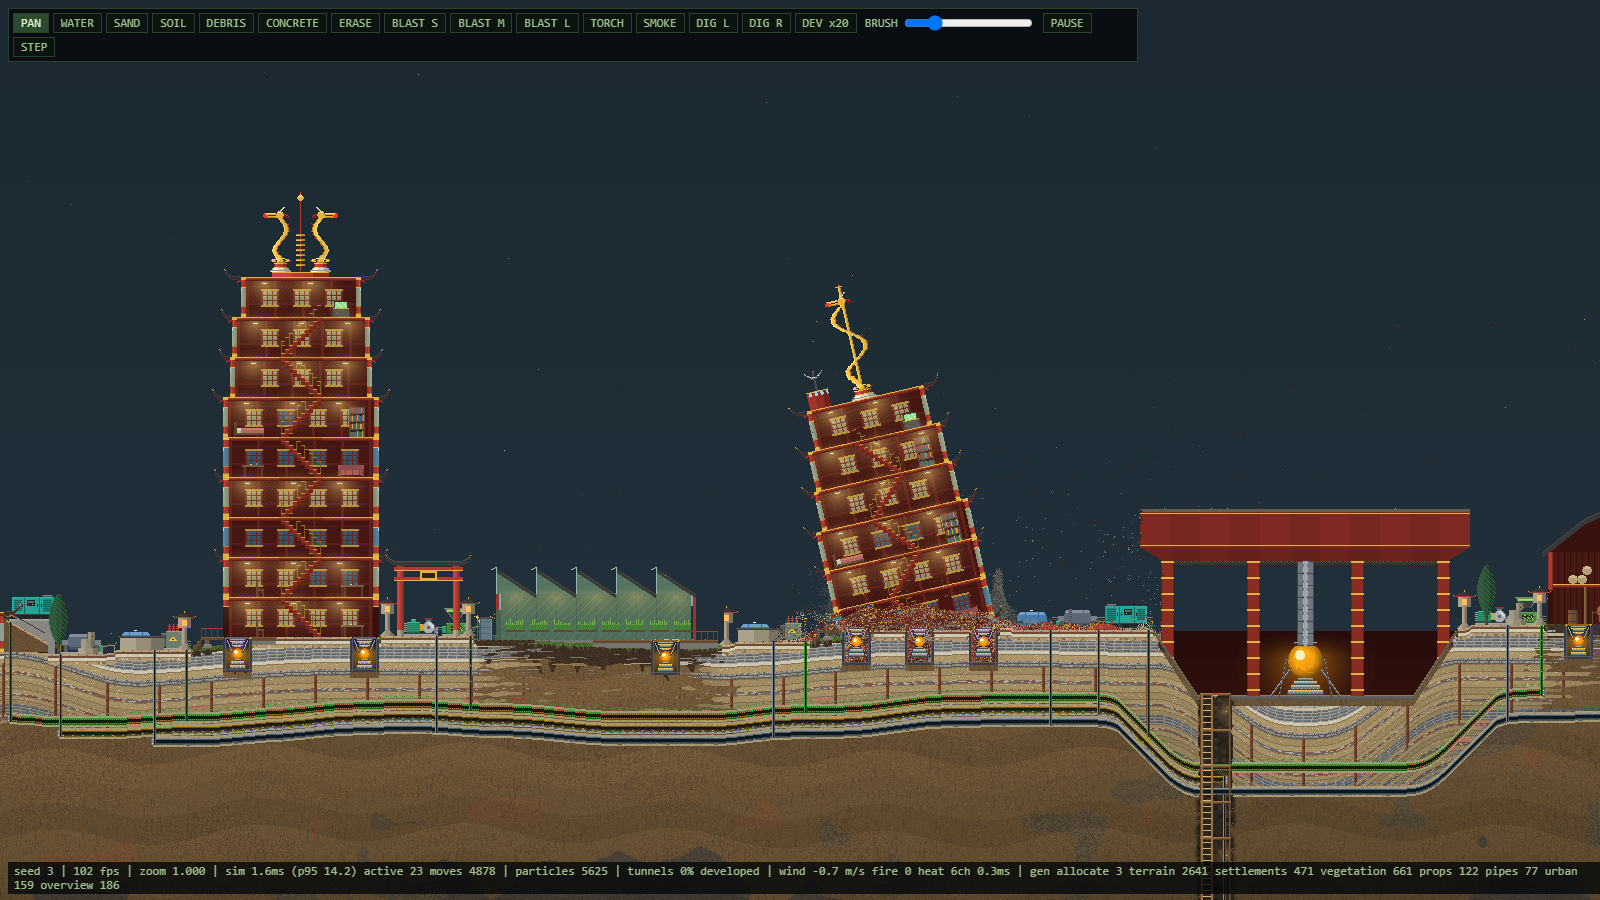 PAN WATER SAND SOIL DEBRIS CONCRETE ERASE BLAST S BLAST M BLAST L TORCH SMOKE DIG L DIG R DEV x20 BRUSH PAUSE
STEP
seed 3 | 102 fps | zoom 1.000 | sim 1.6ms (p95 14.2) active 23 moves 4878 | particles 5625 | tunnels 0% developed | wind -0.7 m/s fire 0 heat 6ch 0.3ms | gen allocate 3 terrain 2641 settlements 471 vegetation 661 props 122 pipes 77 urban
159 overview 186